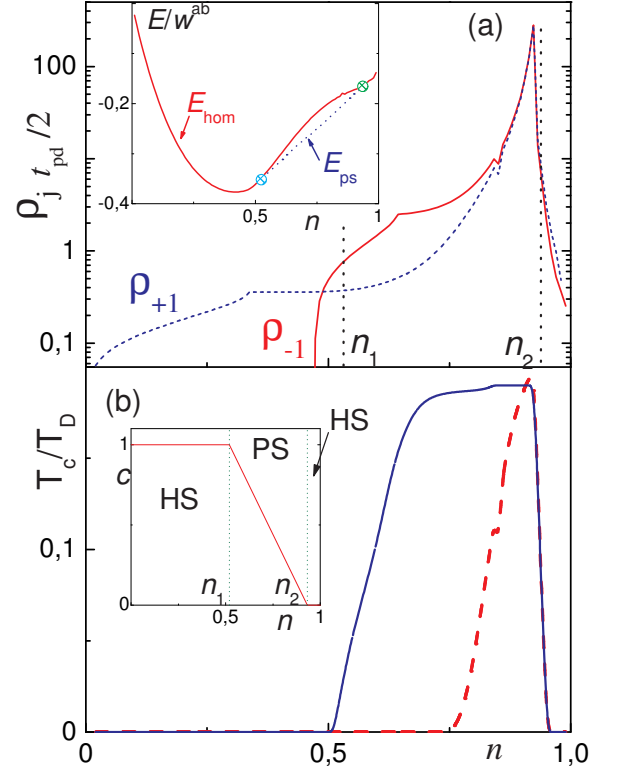 E/w^ab
(a)
100
ρ_j t_pd /2
-0,2
E_hom
10
E_ps
-0,4
0,5
n
1
1
ρ_+1
ρ_-1
n_1
n_2
0,1
(b)
HS
T_c/T_D
1
PS
c
HS
n_1
n_2
0
0,5
n
1
0,1
0
0
0,5
n
1,0